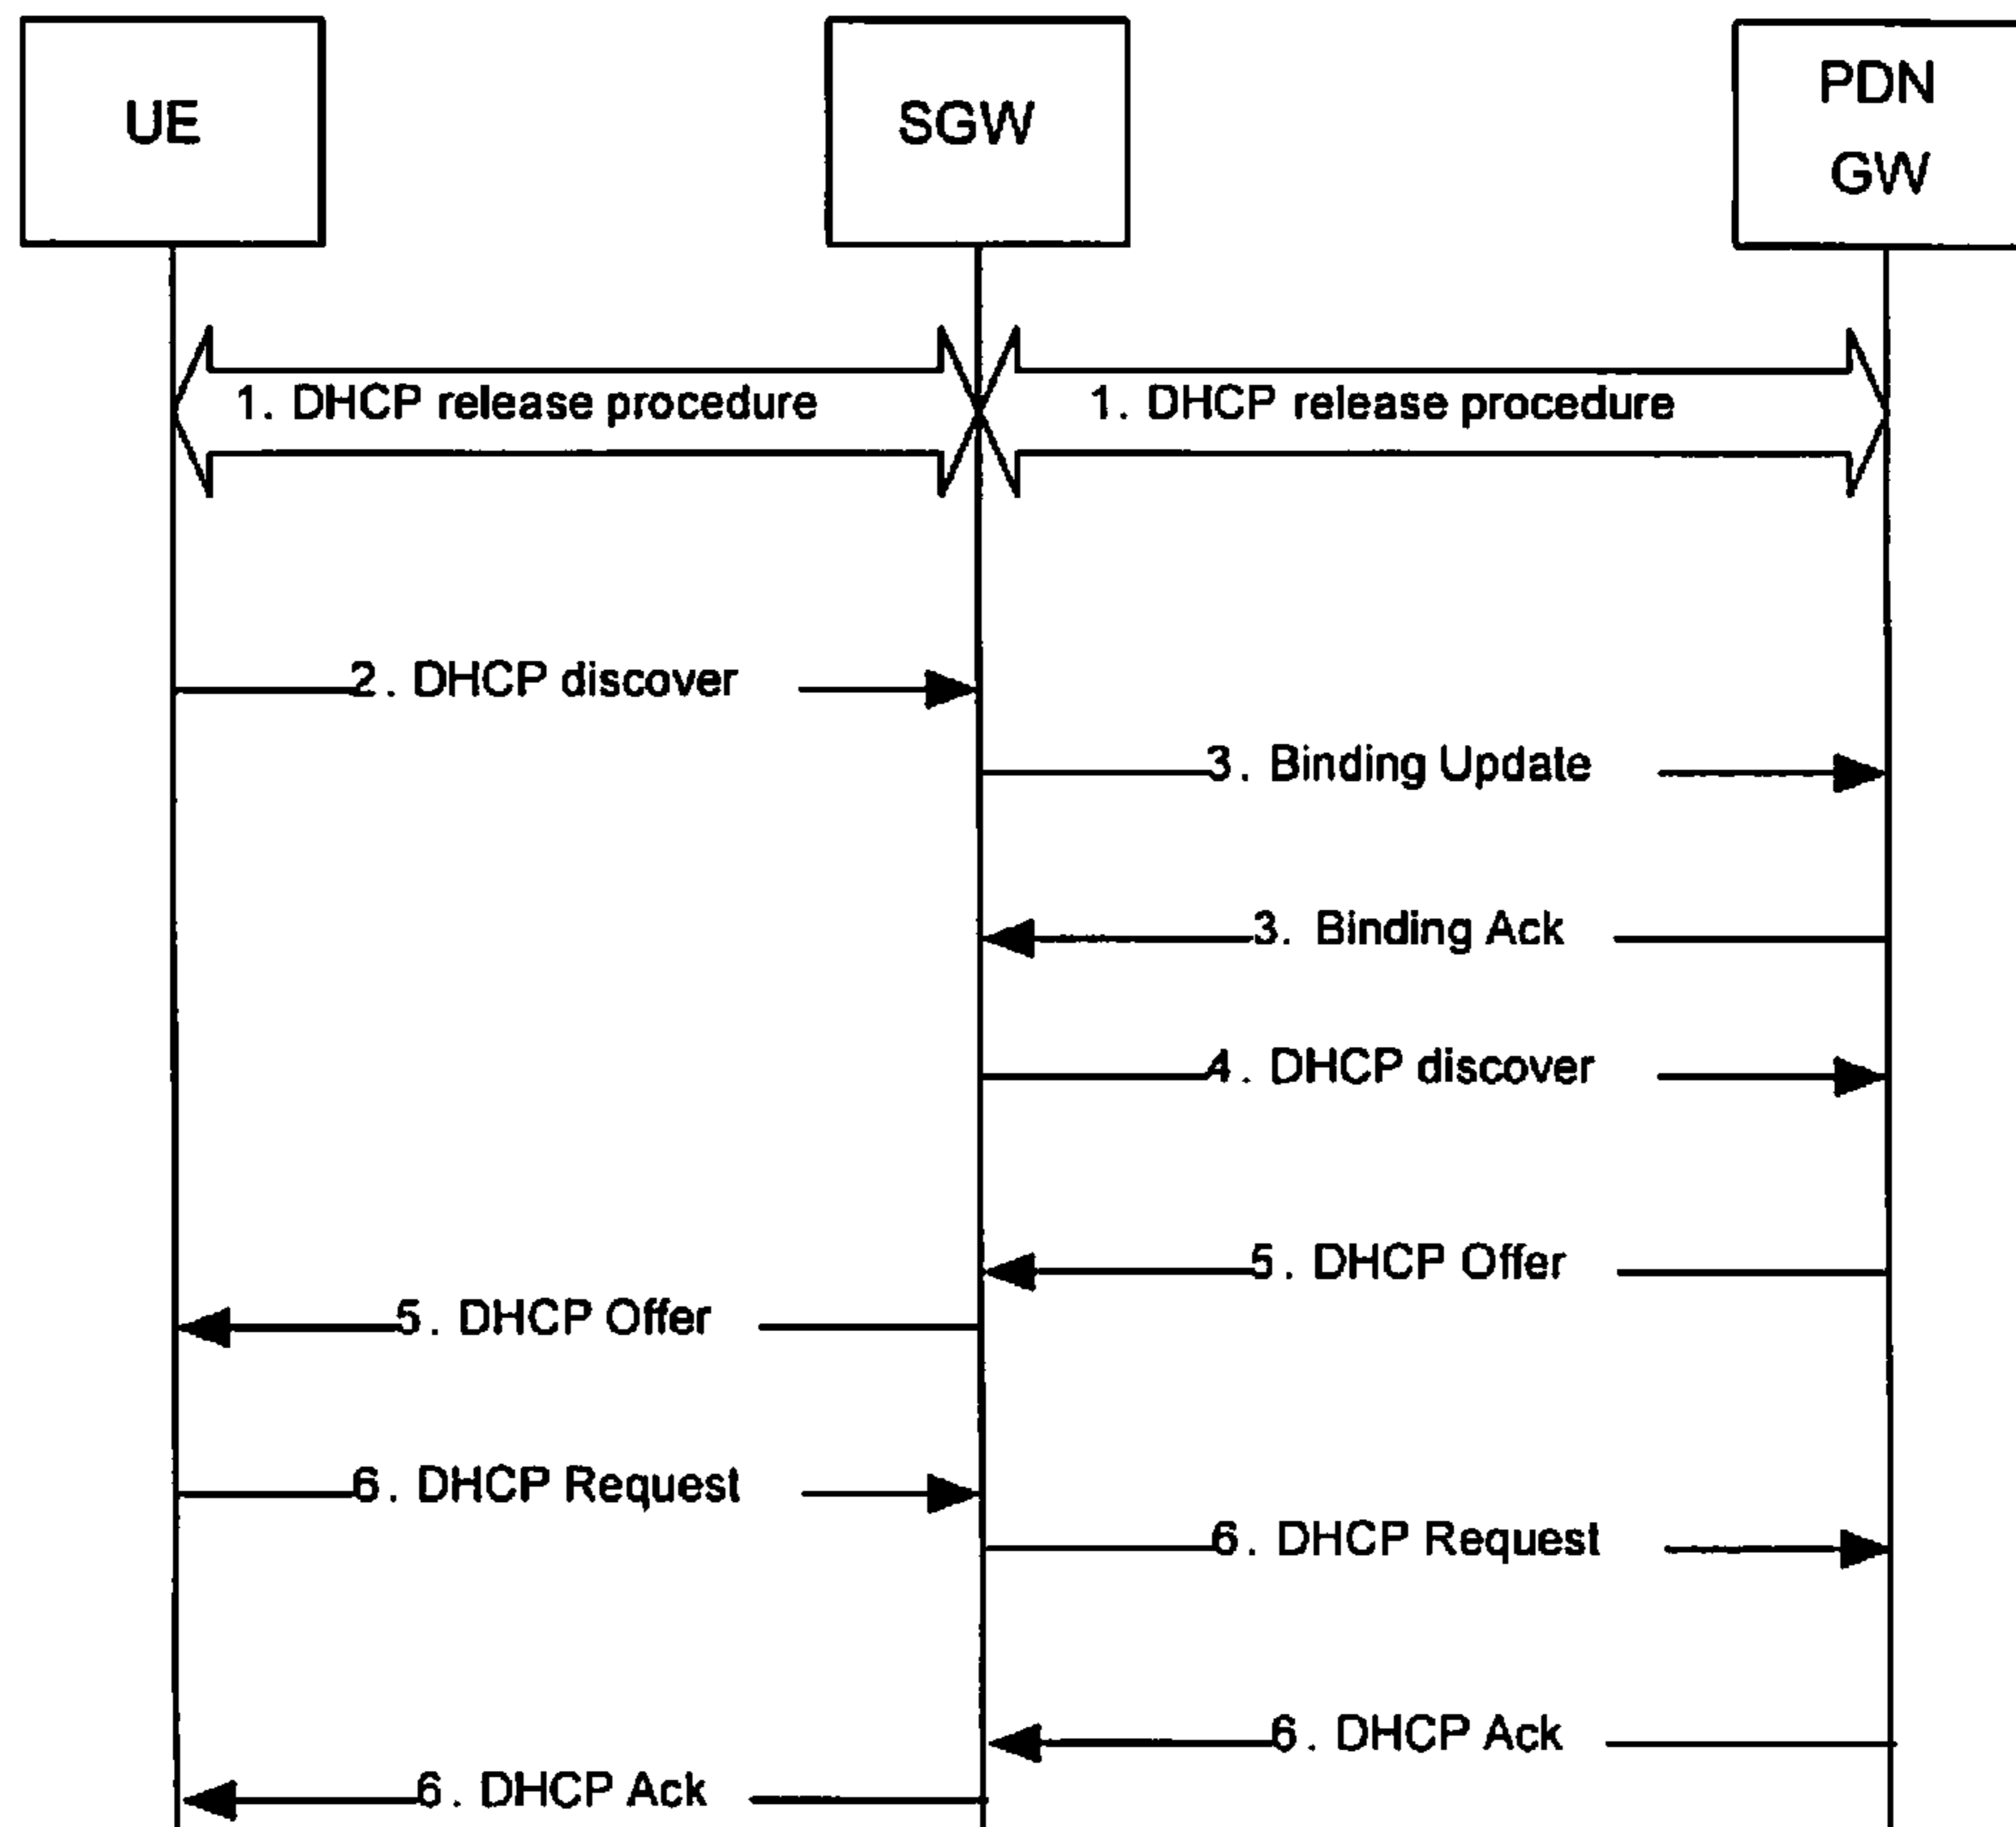 UE
SGW
PDN
GW
1. DHCP release procedure
1. DHCP release procedure
2. DHCP discover
3. Binding Update
3. Binding Ack
4. DHCP discover
5. DHCP Offer
5. DHCP Offer
6. DHCP Request
6. DHCP Request
6. DHCP Ack
6. DHCP Ack